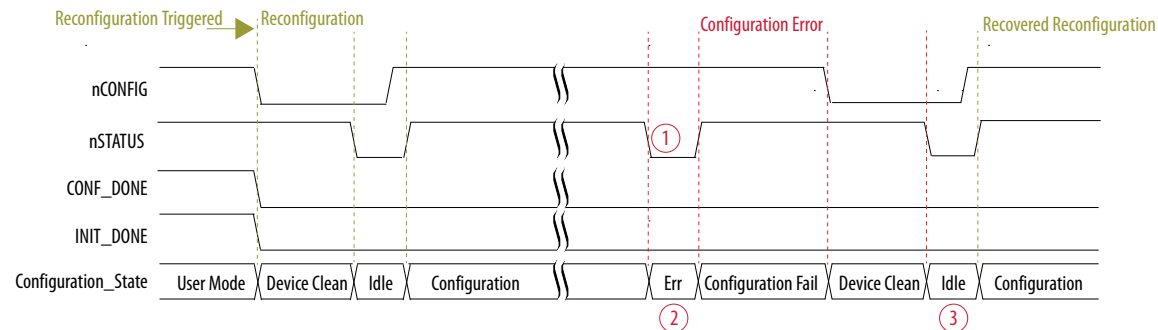 Reconfiguration Triggered Reconfiguration Configuration Error Recovered Reconfiguration
nCONFIG
nSTATUS 1
CONF_DONE
INIT_DONE
Configuration_State User Mode Device Clean Idle Configuration Err Configuration Fail Device Clean Idle Configuration
2 3